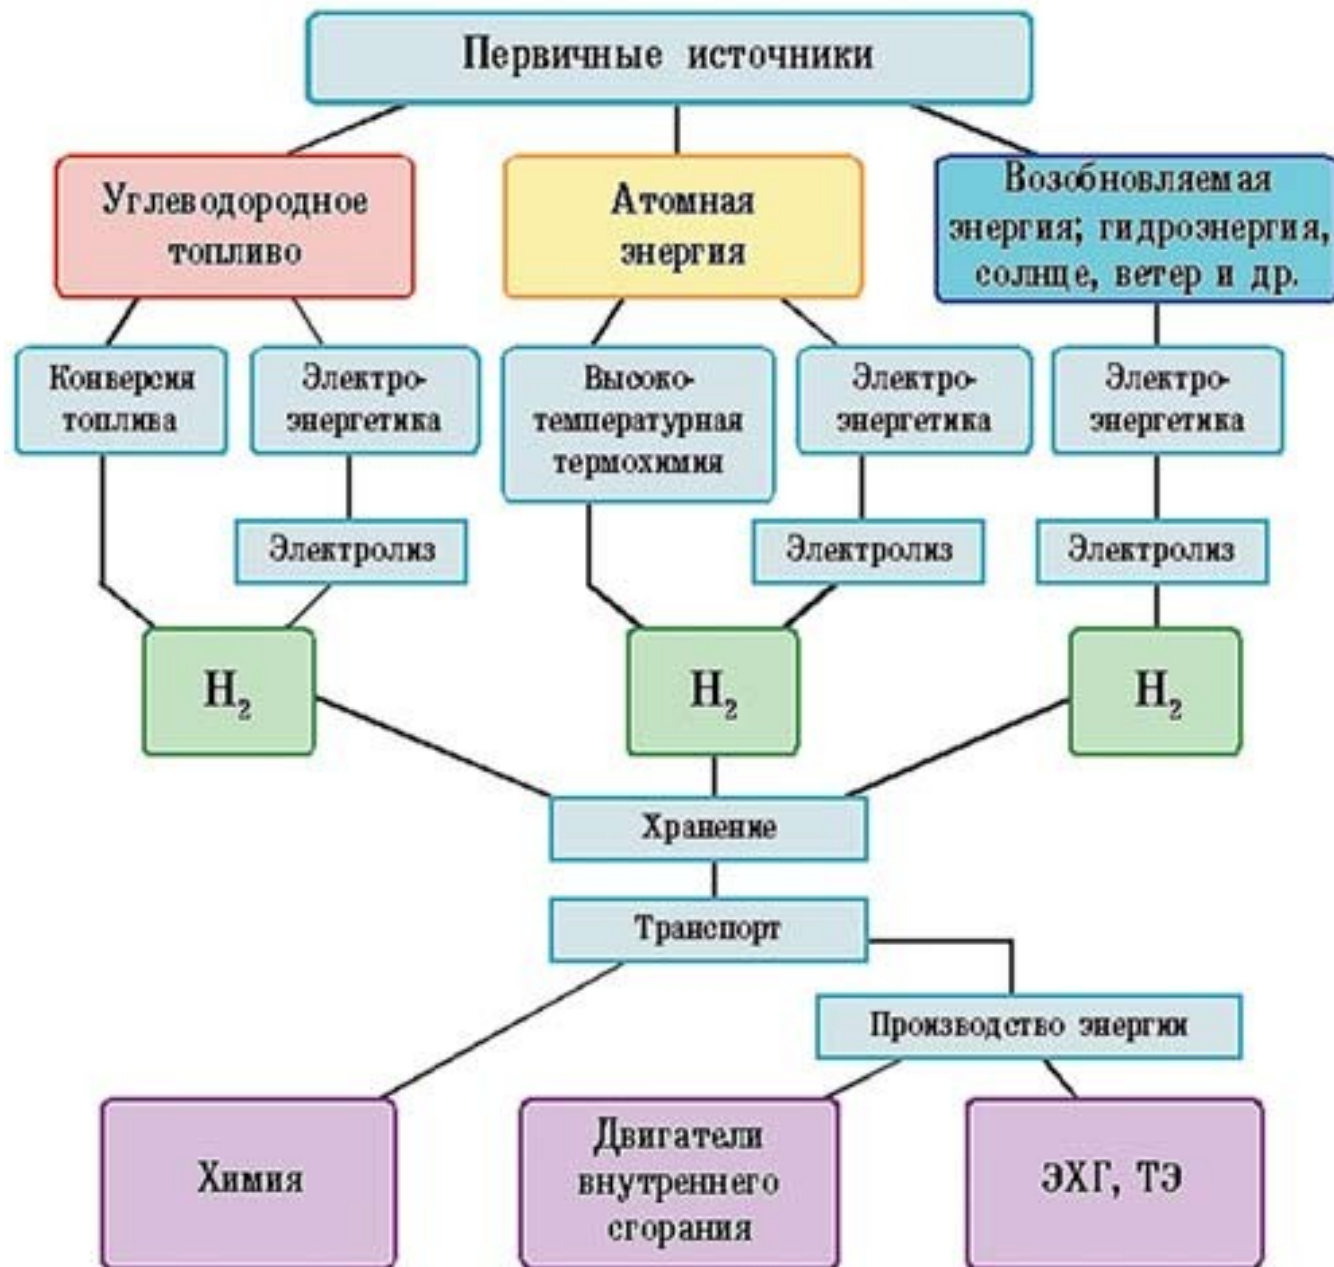 Первичные источники
Углеводородное
топливо
Атомная
энергия
Возобновляемая
энергия; гидроэнергия,
солнце, ветер и др.
Конверсия
топлива
Электро-
энергетика
Высоко-
температурная
термохимия
Электро-
энергетика
Электро-
энергетика
Электролиз
Электролиз
Электролиз
H₂
H₂
H₂
Хранение
Транспорт
Производство энергии
Химия
Двигатели
внутреннего
сгорания
ЭХГ, ТЭ